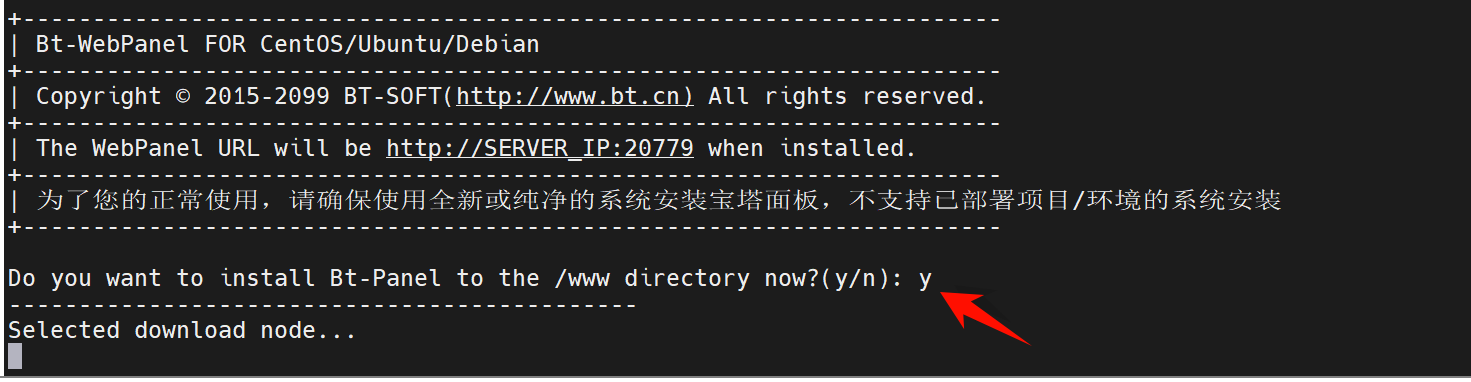 +----------------------------------------------------------------------
| Bt-WebPanel FOR CentOS/Ubuntu/Debian
+----------------------------------------------------------------------
| Copyright © 2015-2099 BT-SOFT(http://www.bt.cn) All rights reserved.
+----------------------------------------------------------------------
| The WebPanel URL will be http://SERVER_IP:20779 when installed.
+----------------------------------------------------------------------
| 为了您的正常使用，请确保使用全新或纯净的系统安装宝塔面板，不支持已部署项目/环境的系统安装
+----------------------------------------------------------------------
Do you want to install Bt-Panel to the /www directory now?(y/n): y
---------------------------------------------
Selected download node...